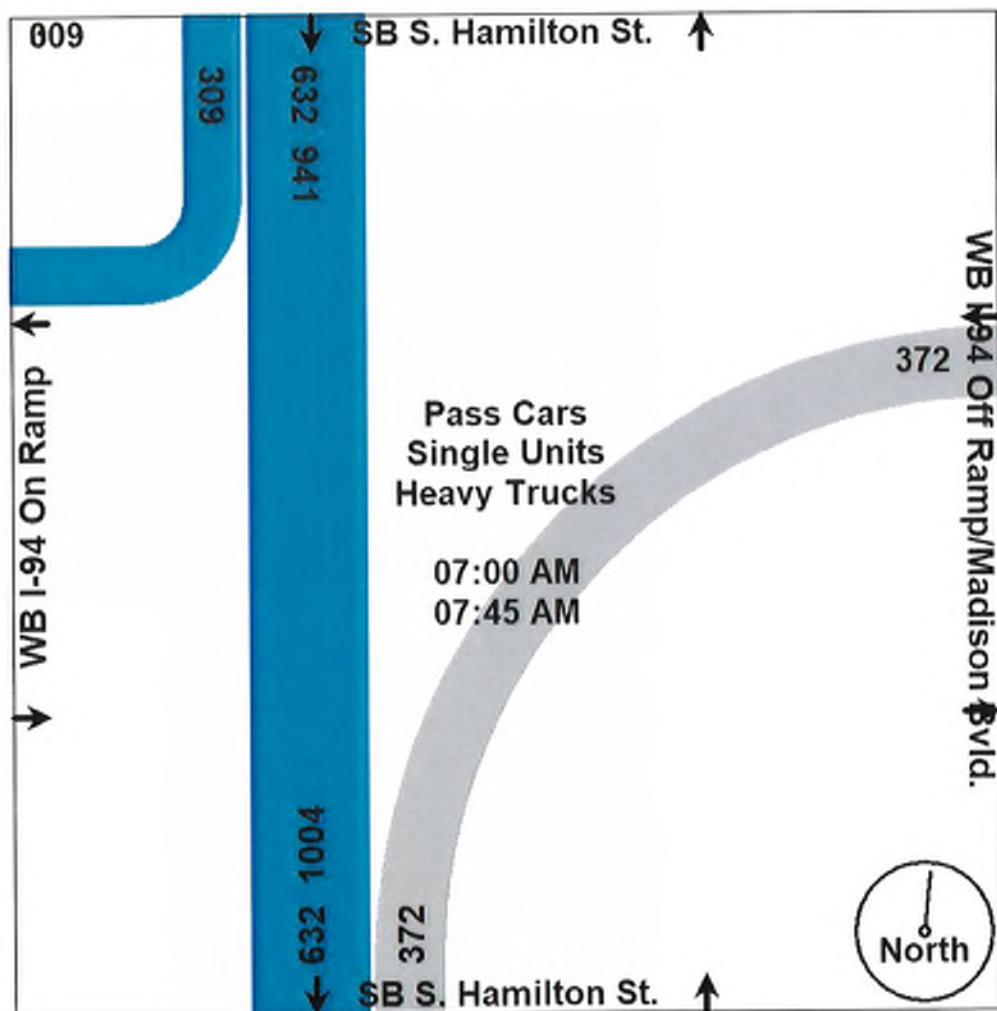 009
SB S. Hamilton St.
309
632 941
WB I-94 Off Ramp/Madison Bvld.
372
WB I-94 On Ramp
Pass Cars
Single Units
Heavy Trucks
07:00 AM
07:45 AM
632 1004
372
North
SB S. Hamilton St.